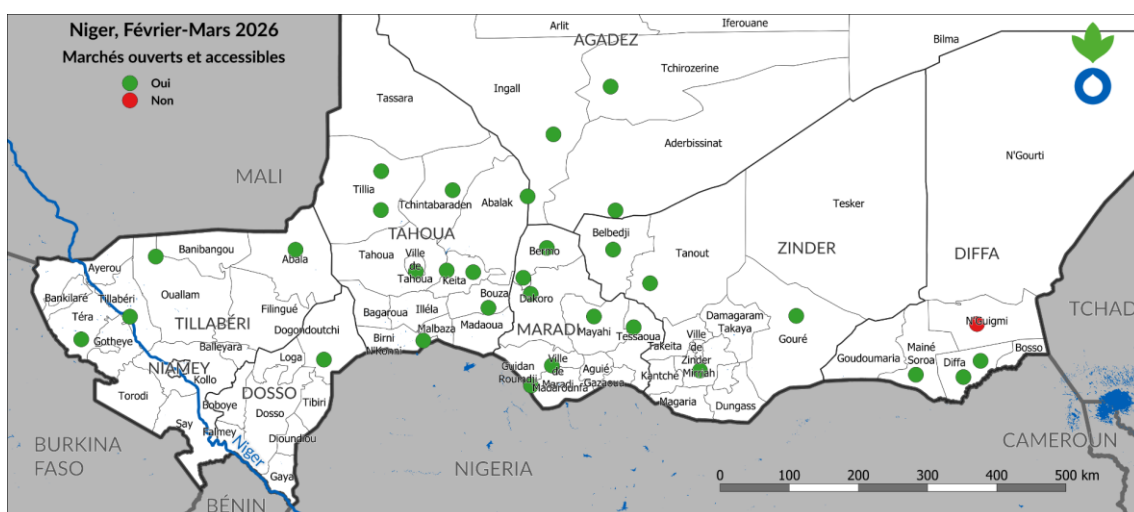 Niger, Février-Mars 2026
Marchés ouverts et accessibles
Oui
Non
Arlit
Iferouane
AGADEZ
Bilma
Tchirozerine
Ingall
Tassara
Aderbissinat
N'Gourti
MALI
Tillia
Tchintabaraden
Abalak
Tesker
TAHOUA
Belbedji
Tanout
ZINDER
DIFFA
Banibangou
Abala
Tahoua
Ville
de
Tahoua
Keita
Bermo
Ayerou
Ouallam
Bankilaré
Tillabéri
Téra
Filingué
Bouza
Dakoro
N'Guigmi
TCHAD
Bagaroua
Illéla
Malbaza
Madaoua
TILLABÉRI
Dogondoutchi
MARADI
Mayahi
Tessaoua
Damagaram
Takaya
Gotheye
Balleyara
Birni
N'Konni
Ville de
Zinder
Takeita
Gouré
Goudoumaria
Mainé
Soroa
Diffa
Bosso
NIAMEY
Kollo
Loga
Guidan
Roumdji
Ville
de
Maradi
Madarounfa
Aguié
Gazaoua
Kantché
Mirriah
Torodi
Boboye
DOSSO
Tibiri
Magaria
Dungass
Say
Falmey
Dosso
Dioundiou
BURKINA
FASO
Niger
Gaya
NIGERIA
CAMEROUN
BÉNIN
0 100 200 300 400 500 km